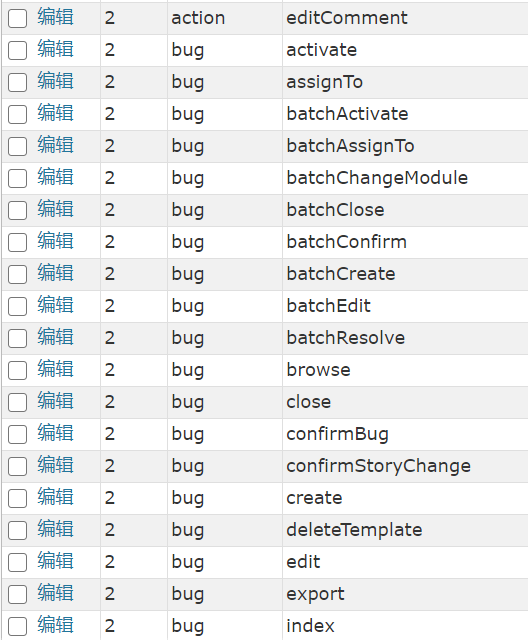 编辑 2 action editComment
编辑 2 bug activate
编辑 2 bug assignTo
编辑 2 bug batchActivate
编辑 2 bug batchAssignTo
编辑 2 bug batchChangeModule
编辑 2 bug batchClose
编辑 2 bug batchConfirm
编辑 2 bug batchCreate
编辑 2 bug batchEdit
编辑 2 bug batchResolve
编辑 2 bug browse
编辑 2 bug close
编辑 2 bug confirmBug
编辑 2 bug confirmStoryChange
编辑 2 bug create
编辑 2 bug deleteTemplate
编辑 2 bug edit
编辑 2 bug export
编辑 2 bug index